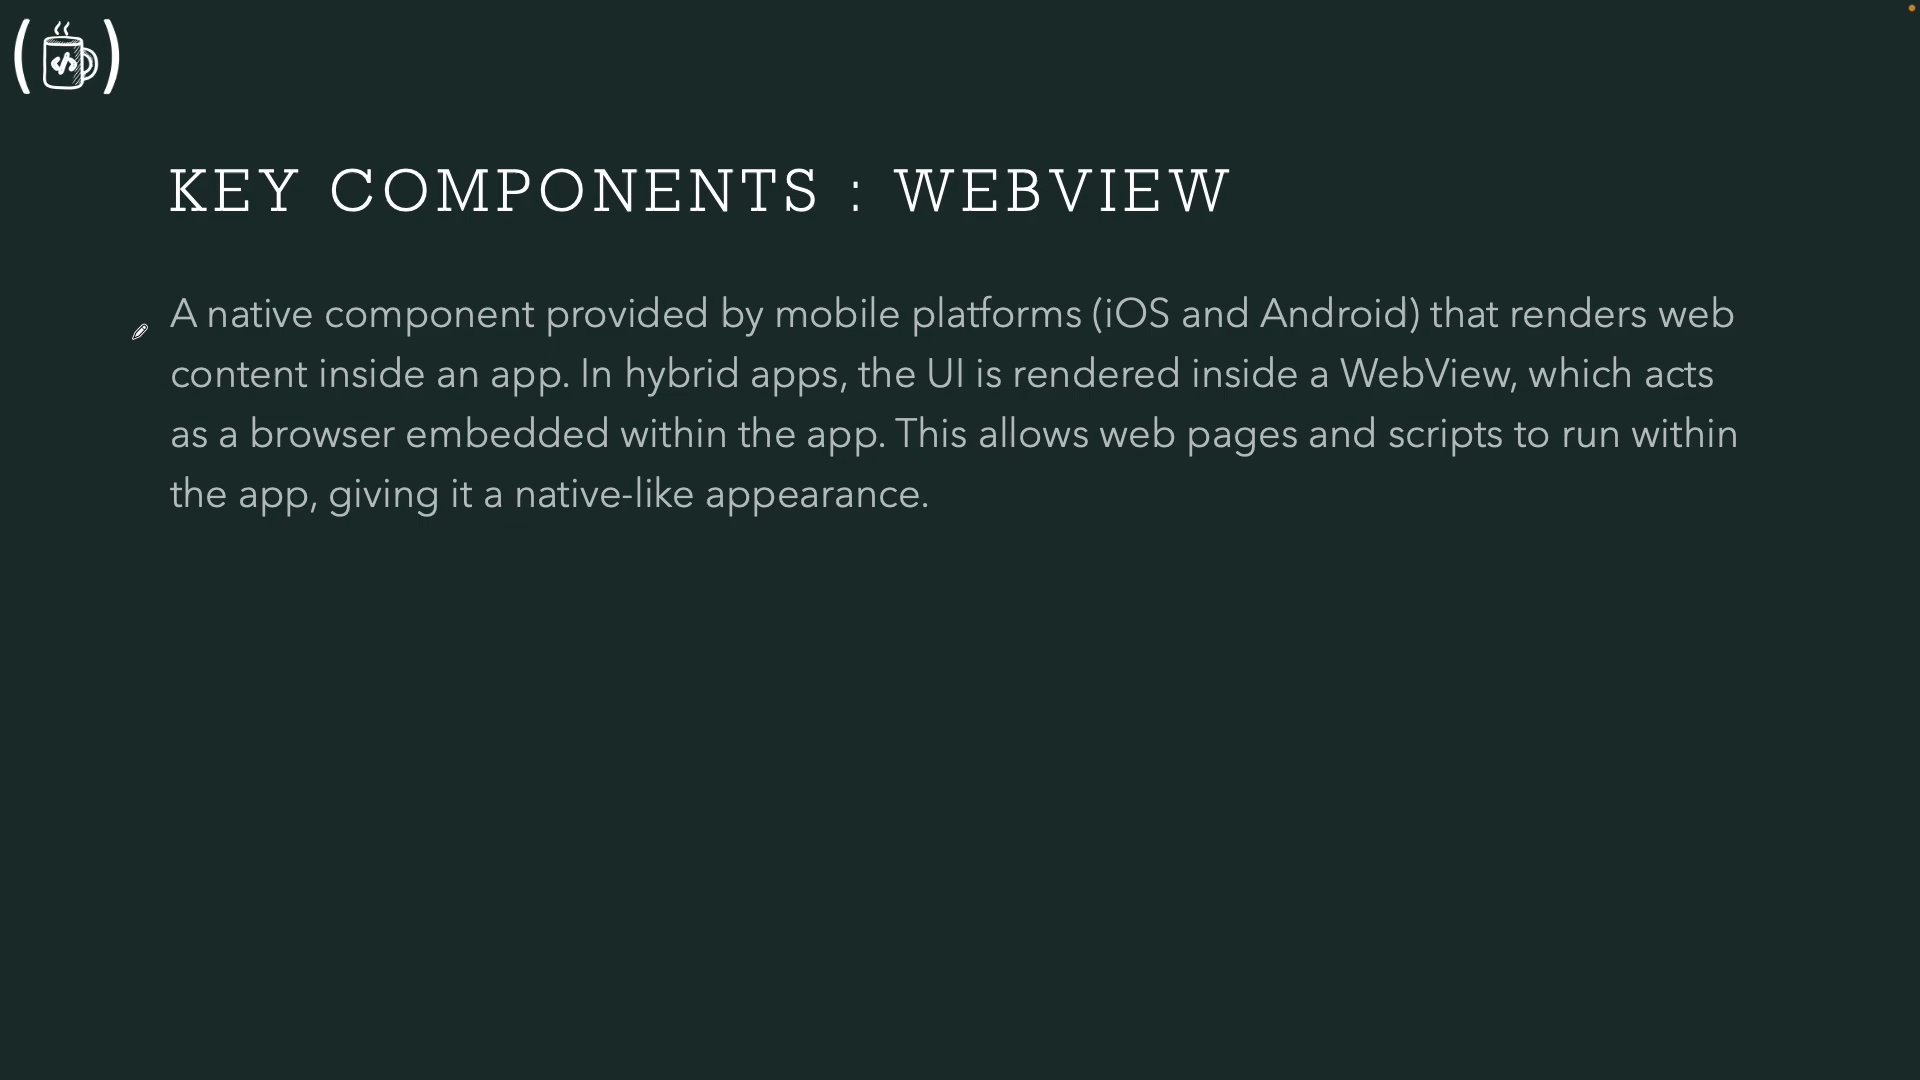 KEY COMPONENTS : WEBVIEW
A native component provided by mobile platforms (iOS and Android) that renders web
content inside an app. In hybrid apps, the UI is rendered inside a WebView, which acts
as a browser embedded within the app. This allows web pages and scripts to run within
the app, giving it a native-like appearance.